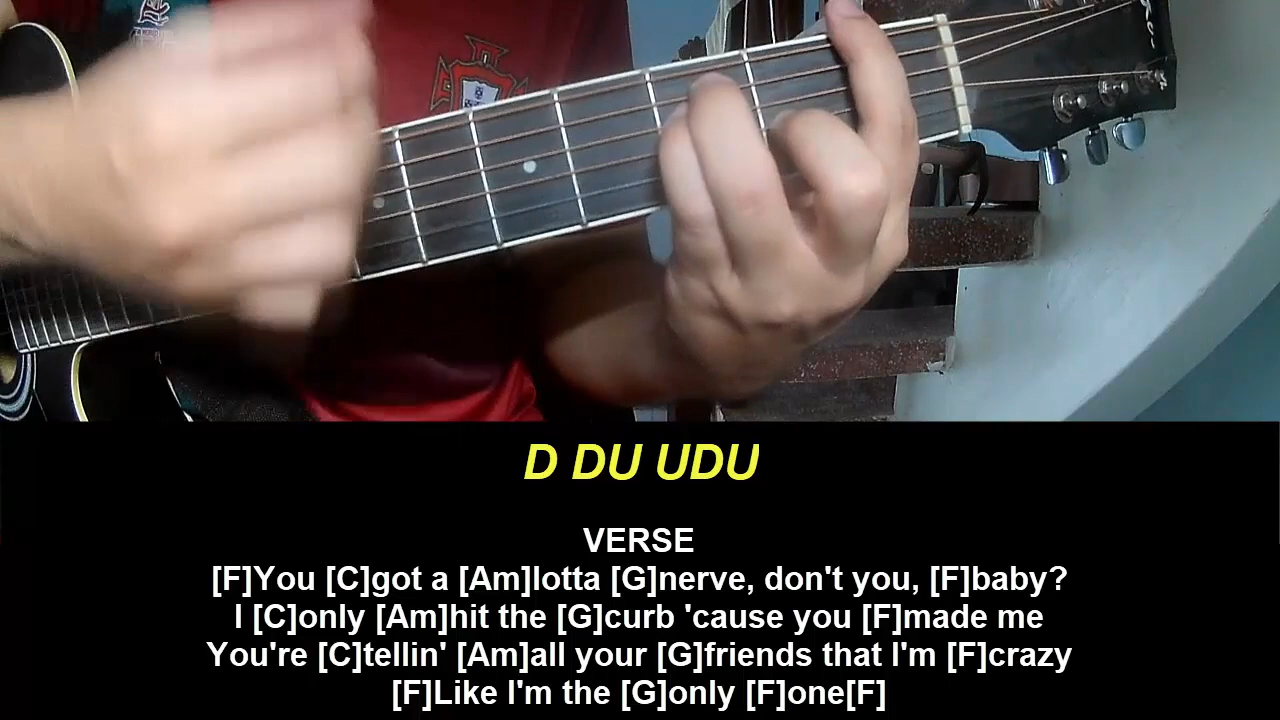 D DU UDU
VERSE
[F]You [C]got a [Am]lotta [G]nerve, don't you, [F]baby?
I [C]only [Am]hit the [G]curb 'cause you [F]made me
You're [C]tellin' [Am]all your [G]friends that I'm [F]crazy
[F]Like I'm the [G]only [F]one[F]